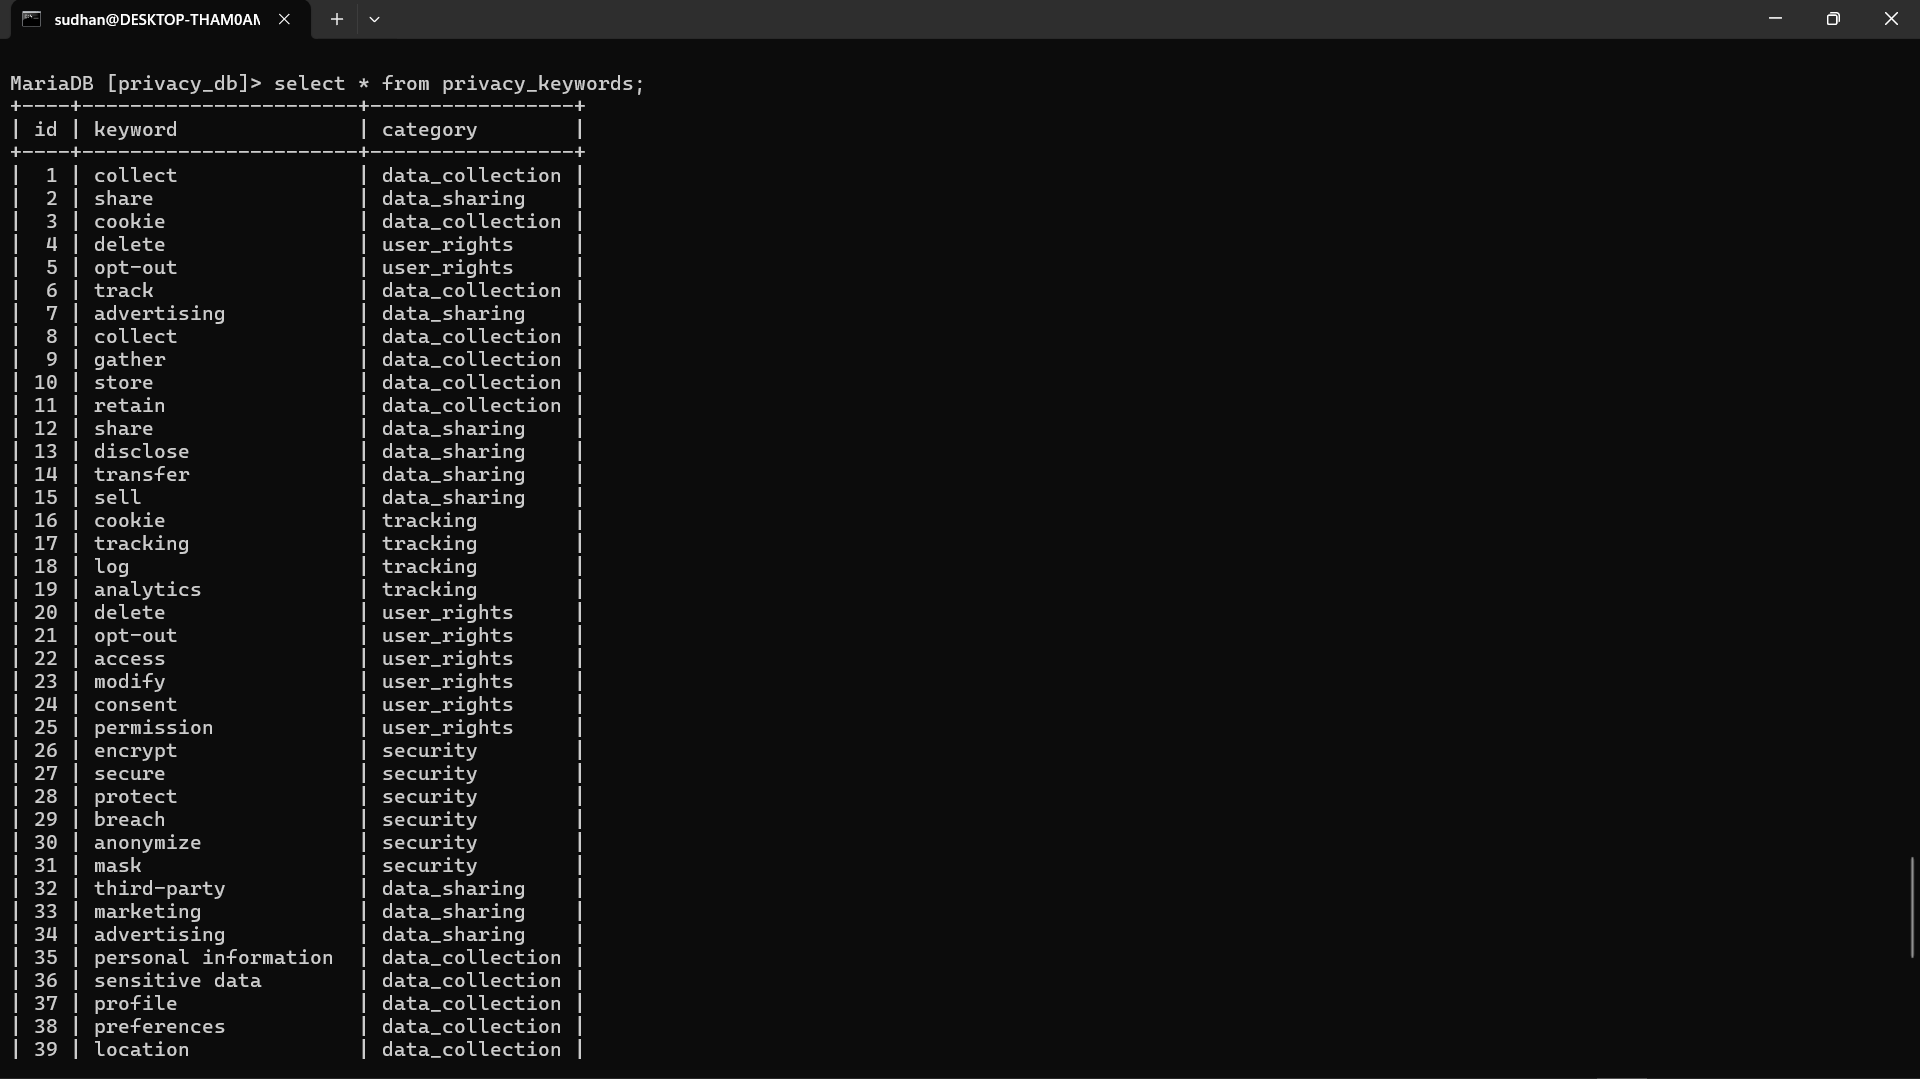 sudhan@DESKTOP-THAM0AM
MariaDB [privacy_db]> select * from privacy_keywords;
+----+-----------------------+-----------------+
| id | keyword               | category        |
+----+-----------------------+-----------------+
|  1 | collect               | data_collection |
|  2 | share                 | data_sharing    |
|  3 | cookie                | data_collection |
|  4 | delete                | user_rights     |
|  5 | opt-out               | user_rights     |
|  6 | track                 | data_collection |
|  7 | advertising           | data_sharing    |
|  8 | collect               | data_collection |
|  9 | gather                | data_collection |
| 10 | store                 | data_collection |
| 11 | retain                | data_collection |
| 12 | share                 | data_sharing    |
| 13 | disclose              | data_sharing    |
| 14 | transfer              | data_sharing    |
| 15 | sell                  | data_sharing    |
| 16 | cookie                | tracking        |
| 17 | tracking              | tracking        |
| 18 | log                   | tracking        |
| 19 | analytics             | tracking        |
| 20 | delete                | user_rights     |
| 21 | opt-out               | user_rights     |
| 22 | access                | user_rights     |
| 23 | modify                | user_rights     |
| 24 | consent               | user_rights     |
| 25 | permission            | user_rights     |
| 26 | encrypt               | security        |
| 27 | secure                | security        |
| 28 | protect               | security        |
| 29 | breach                | security        |
| 30 | anonymize             | security        |
| 31 | mask                  | security        |
| 32 | third-party           | data_sharing    |
| 33 | marketing             | data_sharing    |
| 34 | advertising           | data_sharing    |
| 35 | personal information  | data_collection |
| 36 | sensitive data        | data_collection |
| 37 | profile               | data_collection |
| 38 | preferences           | data_collection |
| 39 | location              | data_collection |